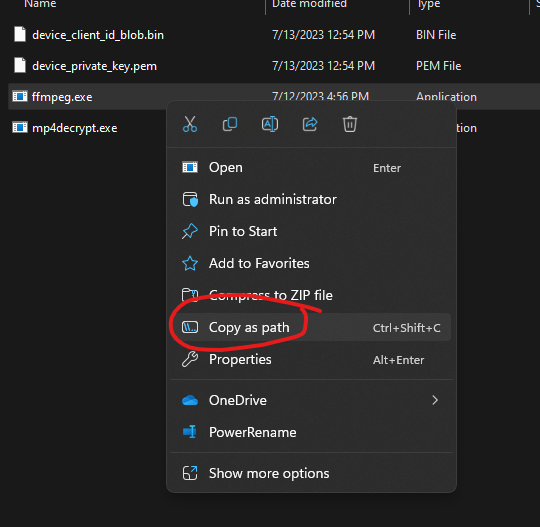 Name Date modified Type S
device_client_id_blob.bin 7/13/2023 12:54 PM BIN File
device_private_key.pem 7/13/2023 12:54 PM PEM File
ffmpeg.exe 7/12/2023 4:56 PM Application
mp4decrypt.exe tion
Open Enter
Run as administrator
Pin to Start
Add to Favorites
Compress to ZIP file
Copy as path Ctrl+Shift+C
Properties Alt+Enter
OneDrive
PowerRename
Show more options